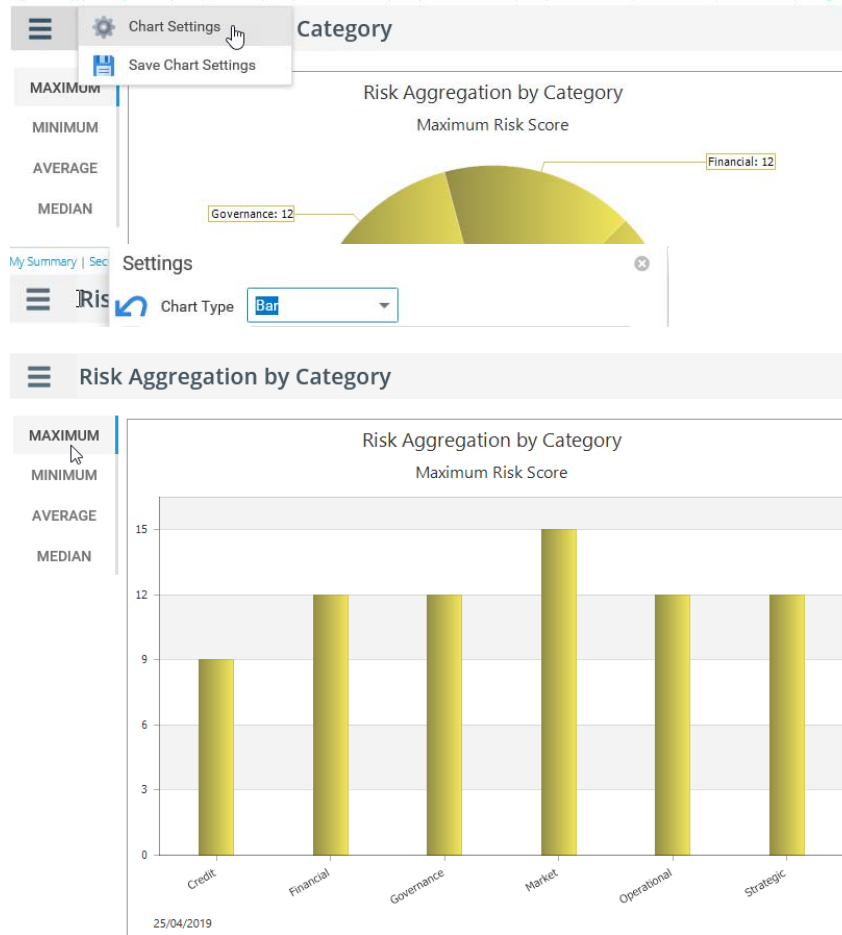 Chart Settings
Category
Save Chart Settings
MAXIMUM
MINIMUM
AVERAGE
MEDIAN
Risk Aggregation by Category
Maximum Risk Score
Financial: 12
Governance: 12
My Summary | Sec
Settings
Ris
Chart Type
Bar
Risk Aggregation by Category
MAXIMUM
MINIMUM
AVERAGE
MEDIAN
Risk Aggregation by Category
Maximum Risk Score
15
12
9
6
3
0
Credit
Financial
Governance
Market
Operational
Strategic
25/04/2019